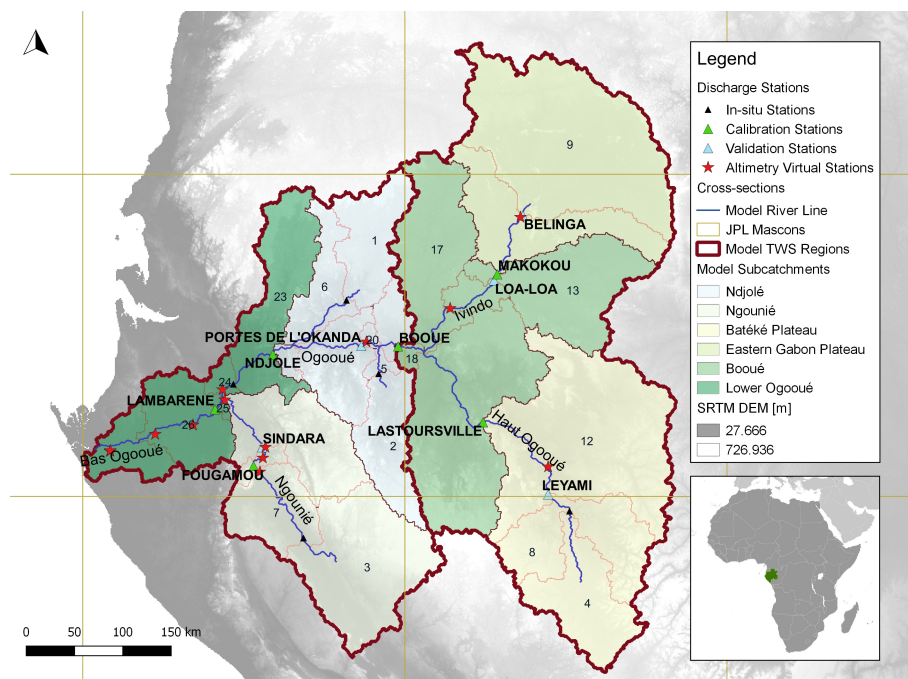 9
BELINGA
1
17
MAKOKOU
6
LOA-LOA
13
23
Ivindo
PORTES DE L'OKANDA
20
BOOUE
Ogooué
18
NDJOLE
5
24
LAMBARENE
25
LASTOURSVILLE
Haut Ogooué
12
SINDARA
2
Bas Ogooué
FOUGAMOU
LEYAMI
Ngounié
7
8
3
4
0 50 100 150 km
Legend
Discharge Stations
In-situ Stations
Calibration Stations
Validation Stations
Altimetry Virtual Stations
Cross-sections
Model River Line
JPL Mascons
Model TWS Regions
Model Subcatchments
Ndjolé
Ngounié
Batéké Plateau
Eastern Gabon Plateau
Booué
Lower Ogooué
SRTM DEM [m]
27.666
726.936